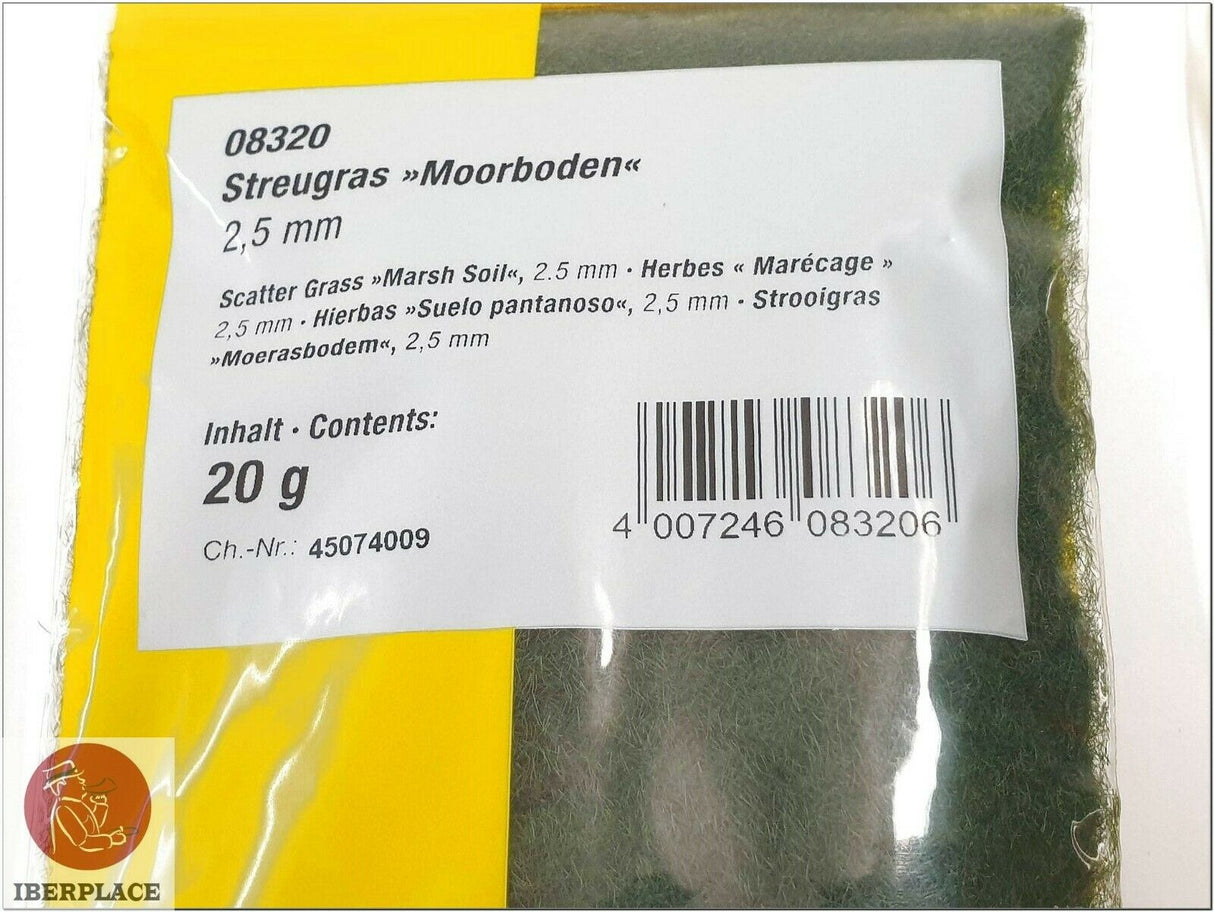 08320
Streugras »Moorboden«
2,5 mm
Scatter Grass »Marsh Soil«, 2.5 mm · Herbes « Marécage »
2,5 mm · Hierbas »Suelo pantanoso«, 2,5 mm · Strooigras
»Moerasbodem«, 2,5 mm
Inhalt · Contents:
20 g
Ch.-Nr.: 45074009
4 007246 083206
IBERPLACE